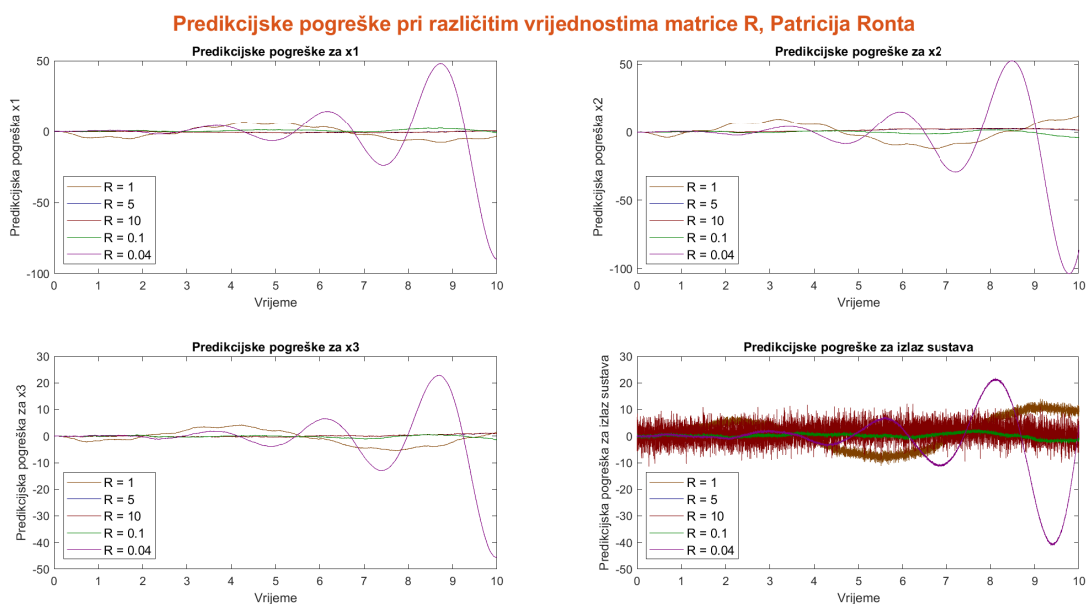 Predikcijske pogreške pri različitim vrijednostima matrice R, Patricija Ronta
Predikcijske pogreške za x1
Predikcijska pogreška x1
50
0
-50
-100
R = 1
R = 5
R = 10
R = 0.1
R = 0.04
0 1 2 3 4 5 6 7 8 9 10
Vrijeme
Predikcijske pogreške za x2
Predikcijska pogreška x2
50
0
-50
-100
R = 1
R = 5
R = 10
R = 0.1
R = 0.04
0 1 2 3 4 5 6 7 8 9 10
Vrijeme
Predikcijske pogreške za x3
Predikcijska pogreška za x3
30
20
10
0
-10
-20
-30
-40
-50
R = 1
R = 5
R = 10
R = 0.1
R = 0.04
0 1 2 3 4 5 6 7 8 9 10
Vrijeme
Predikcijske pogreške za izlaz sustava
Predikcijska pogreška za izlaz sustava
30
20
10
0
-10
-20
-30
-40
-50
R = 1
R = 5
R = 10
R = 0.1
R = 0.04
0 1 2 3 4 5 6 7 8 9 10
Vrijeme